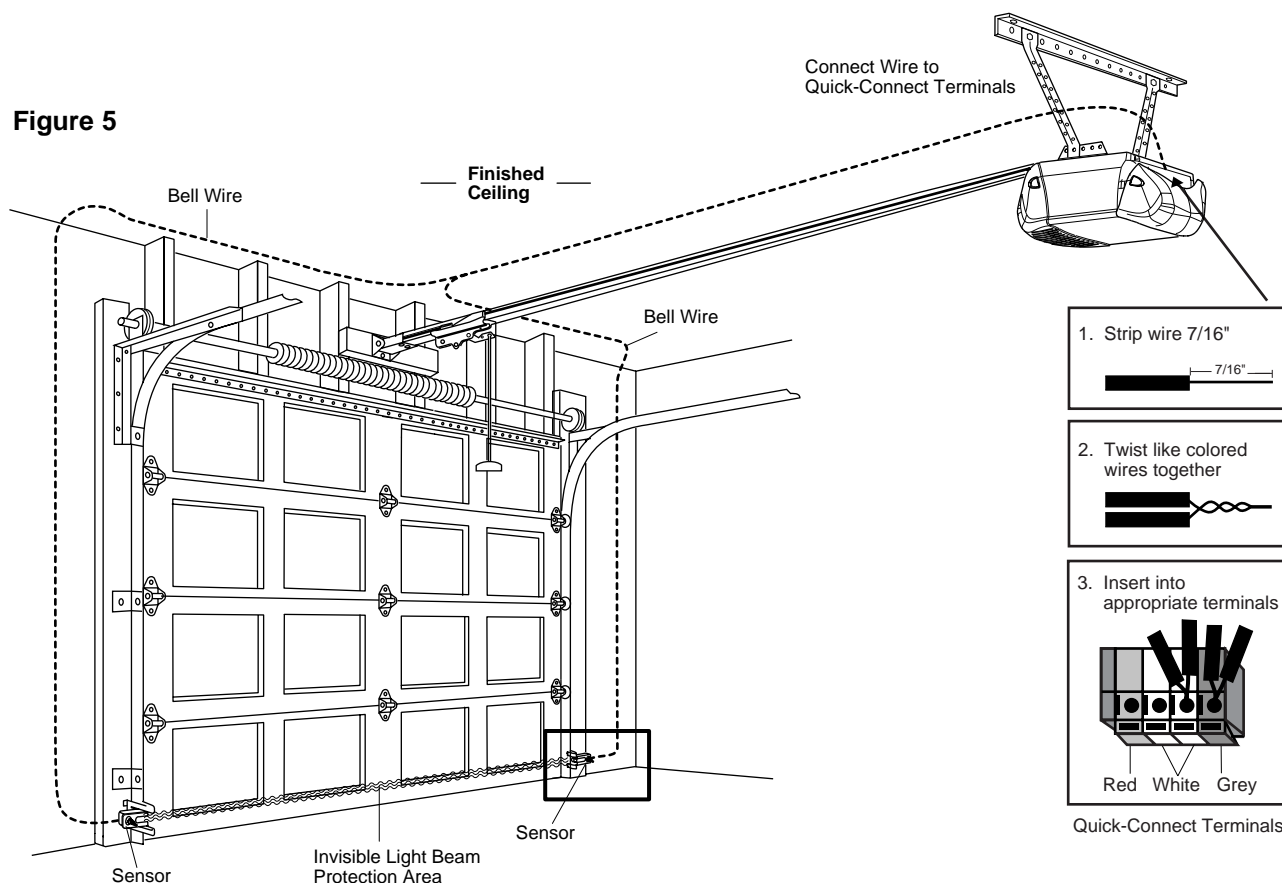 Figure 5
Connect Wire to
Quick-Connect Terminals
Finished
Ceiling
Bell Wire
Bell Wire
1. Strip wire 7/16"
7/16"
2. Twist like colored
wires together
3. Insert into
appropriate terminals
Red White Grey
Quick-Connect Terminals
Sensor
Invisible Light Beam
Protection Area
Sensor